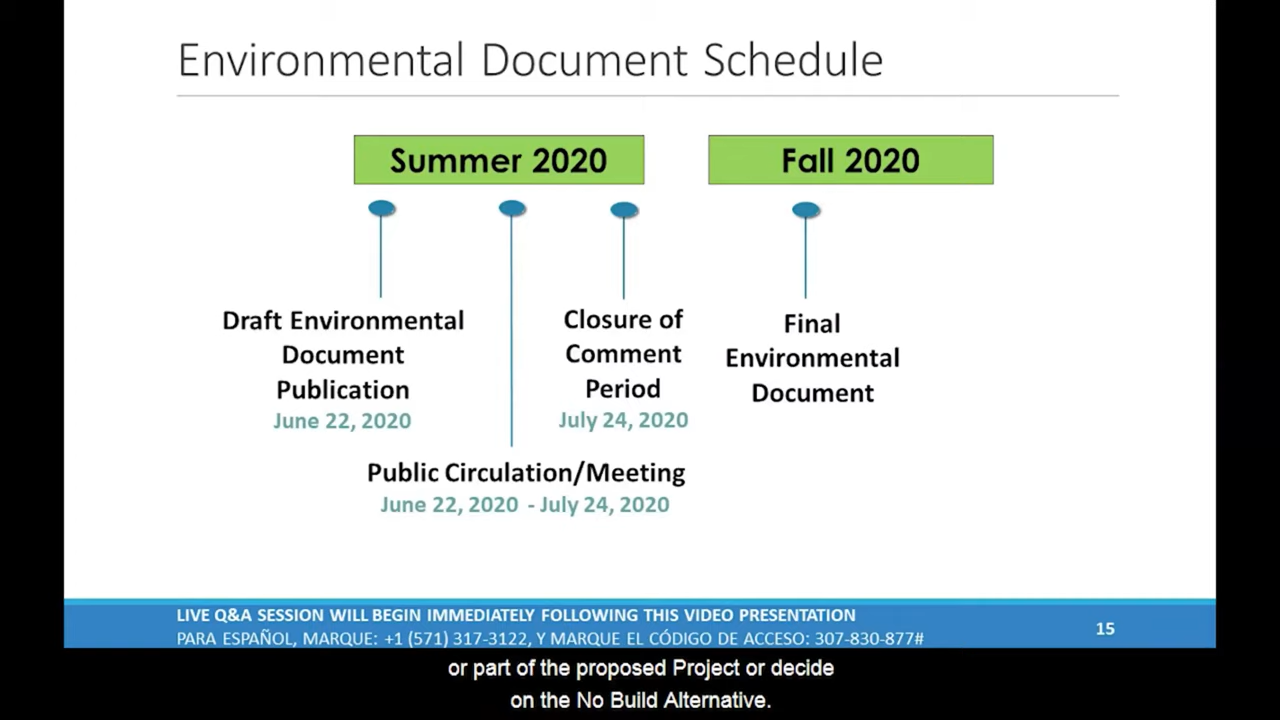 Environmental Document Schedule
Summer 2020
Fall 2020
Draft Environmental
Document
Publication
June 22, 2020
Closure of
Comment
Period
July 24, 2020
Final
Environmental
Document
Public Circulation/Meeting
June 22, 2020 - July 24, 2020
LIVE Q&A SESSION WILL BEGIN IMMEDIATELY FOLLOWING THIS VIDEO PRESENTATION
PARA ESPAÑOL, MARQUE: +1 (571) 317-3122, Y MARQUE EL CÓDIGO DE ACCESO: 307-830-877#
15
or part of the proposed Project or decide
on the No Build Alternative.